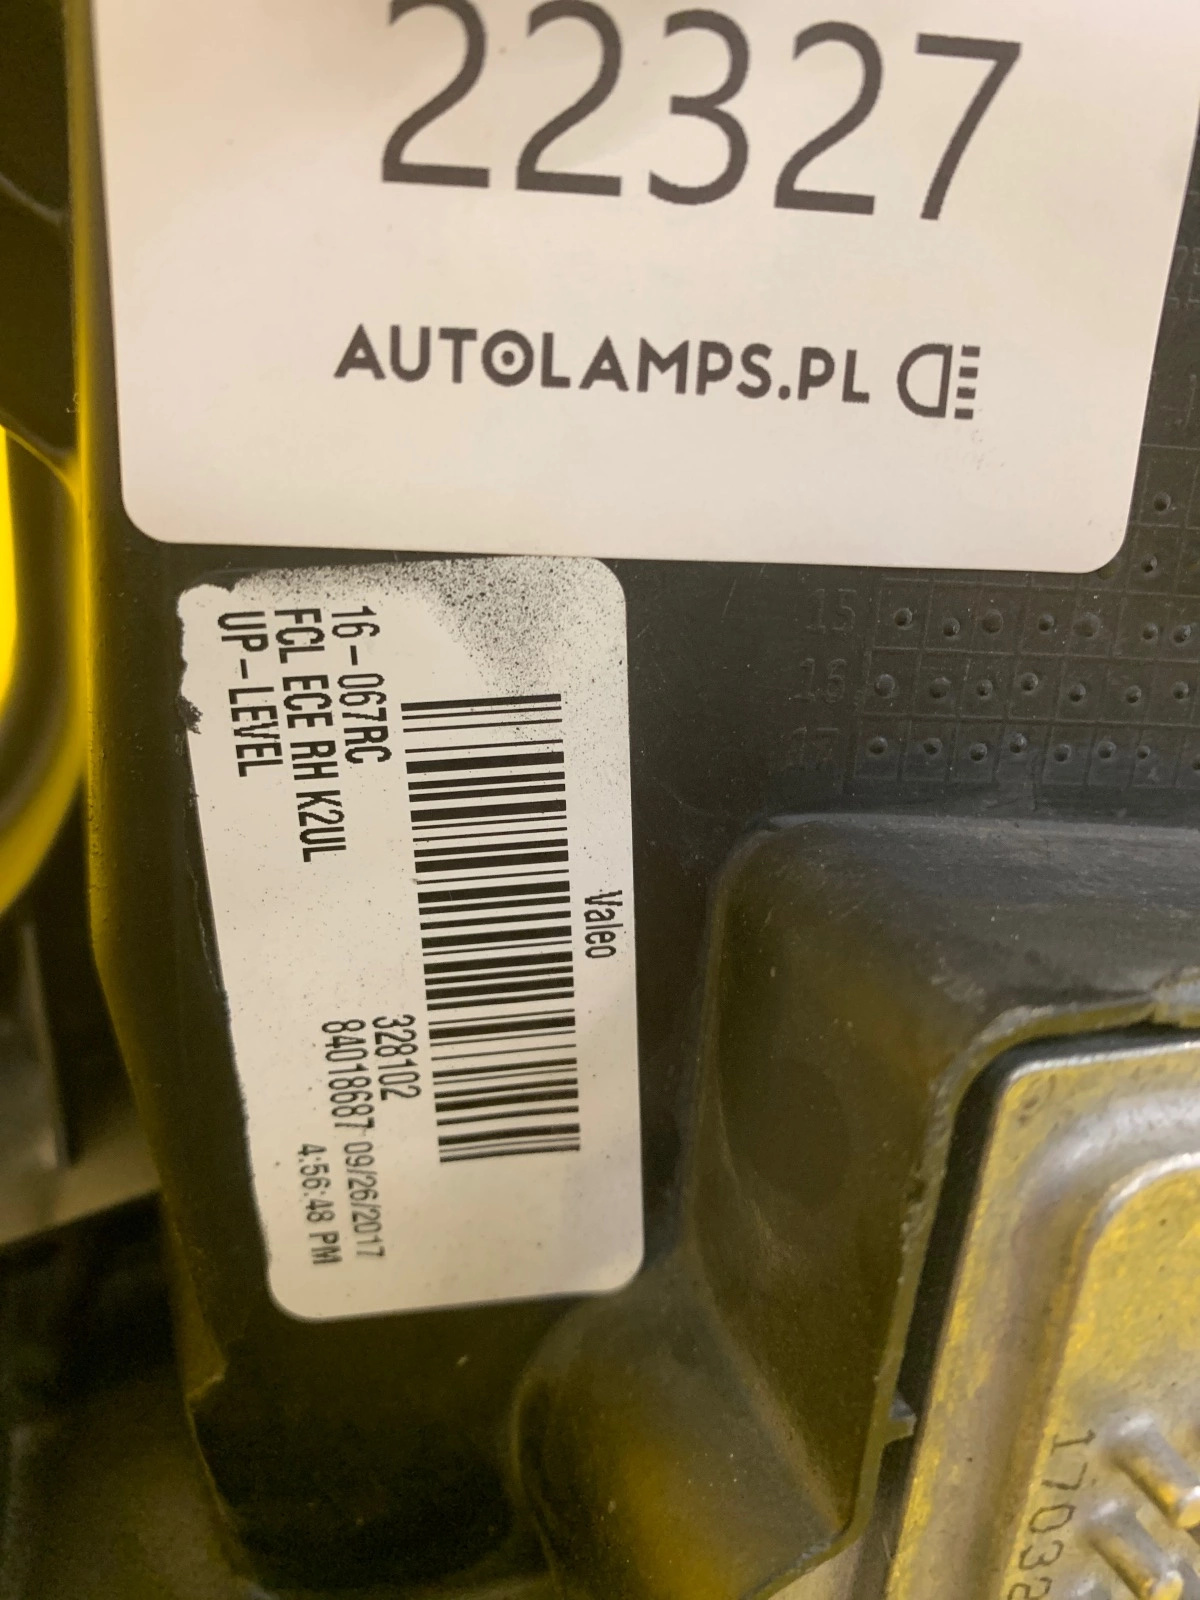 22327
AUTOLAMPS.PL
Valeo
328102
84018687 09/26/2017
4:56:48 PM
16-067RC
FCL ECE RH K2UL
UP-LEVEL
15
16
17